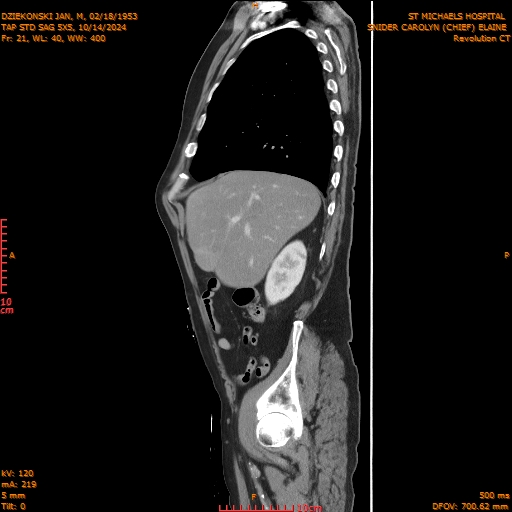 DZIEKONSKI JAN, M, 02/18/1953
TAP STD SAG 5X5, 10/14/2024
Fr: 21, WL: 40, WW: 400
ST MICHAELS HOSPITAL
SNIDER CAROLYN (CHIEF) ELAINE
Revolution CT
A
P
10
cm
kV: 120
mA: 219
5 mm
Tilt: 0
F
10cm
500 ms
DFOV: 700.62 mm